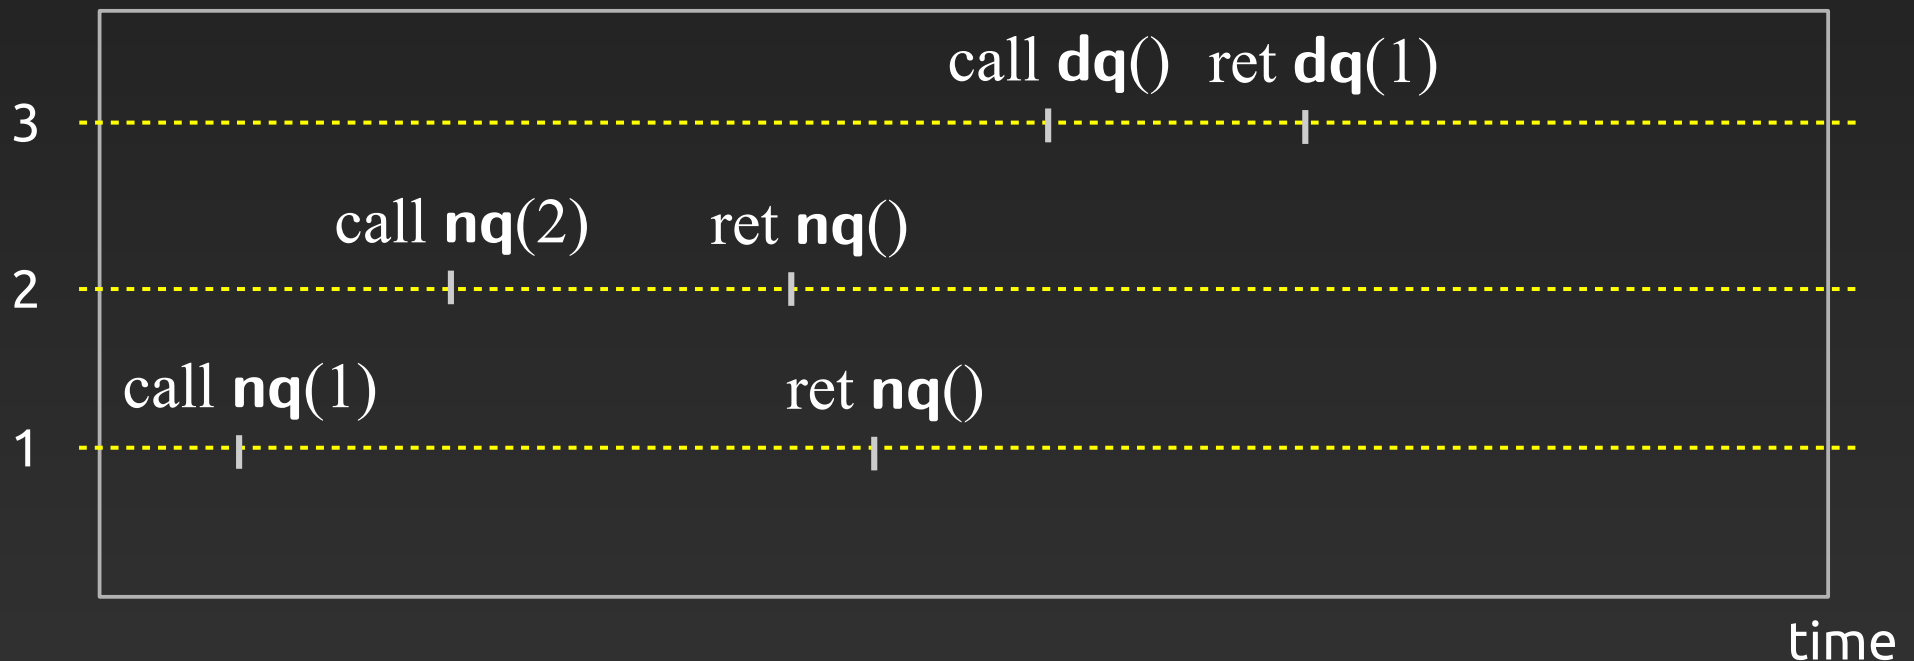 call dq() ret dq(1)
3
call nq(2) ret nq()
2
call nq(1) ret nq()
1
time